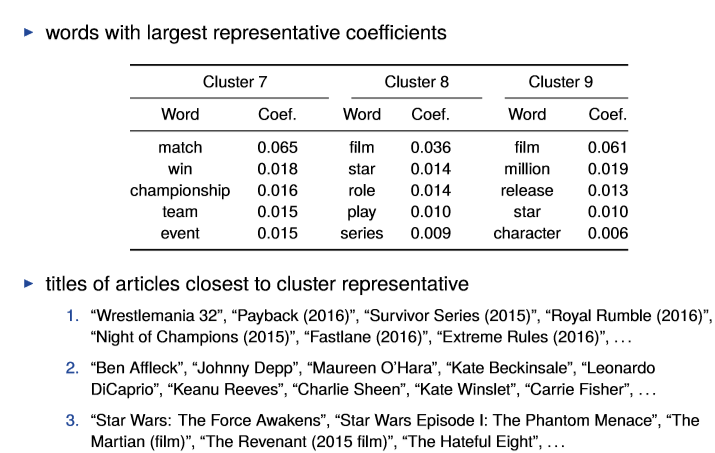 ▶ words with largest representative coefficients
Cluster 7 Cluster 8 Cluster 9
Word Coef. Word Coef. Word Coef.
match 0.065 film 0.036 film 0.061
win 0.018 star 0.014 million 0.019
championship 0.016 role 0.014 release 0.013
team 0.015 play 0.010 star 0.010
event 0.015 series 0.009 character 0.006
▶ titles of articles closest to cluster representative
1. “Wrestlemania 32”, “Payback (2016)”, “Survivor Series (2015)”, “Royal Rumble (2016)”,
“Night of Champions (2015)”, “Fastlane (2016)”, “Extreme Rules (2016)”, ...
2. “Ben Affleck”, “Johnny Depp”, “Maureen O’Hara”, “Kate Beckinsale”, “Leonardo
DiCaprio”, “Keanu Reeves”, “Charlie Sheen”, “Kate Winslet”, “Carrie Fisher”, ...
3. “Star Wars: The Force Awakens”, “Star Wars Episode I: The Phantom Menace”, “The
Martian (film)”, “The Revenant (2015 film)”, “The Hateful Eight”, ...